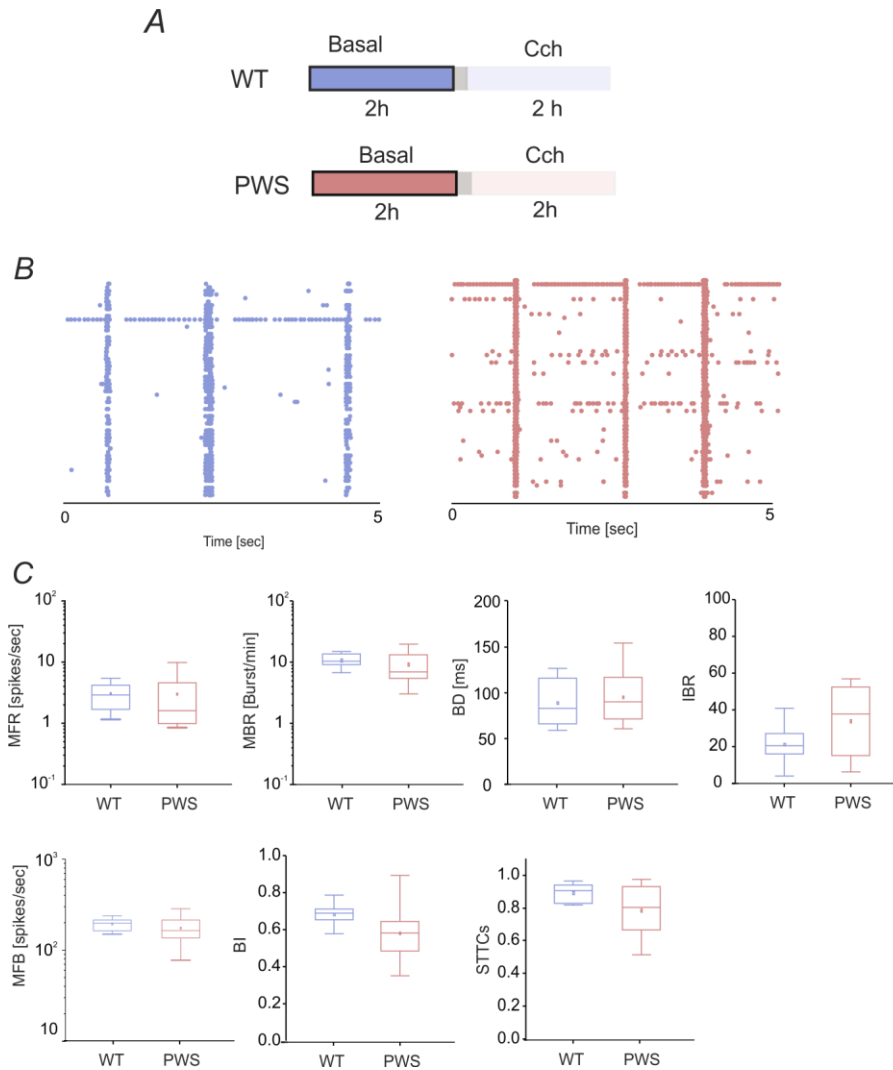 A
Basal Cch
WT
2h 2 h
Basal Cch
PWS
2h 2h
B
0 5
Time [sec]
0 5
Time [sec]
C
MFR [spikes/sec]
10²
10
1
10⁻¹
WT PWS
MBR [Burst/min]
10²
10
1
10⁻¹
WT PWS
BD [ms]
200
150
100
50
0
WT PWS
IBR
100
80
60
40
20
0
WT PWS
MFB [spikes/sec]
10³
10²
10
WT PWS
BI
1.0
0.8
0.6
0.4
0.2
0.0
WT PWS
STTCs
1.0
0.8
0.6
0.4
0.2
0.0
WT PWS